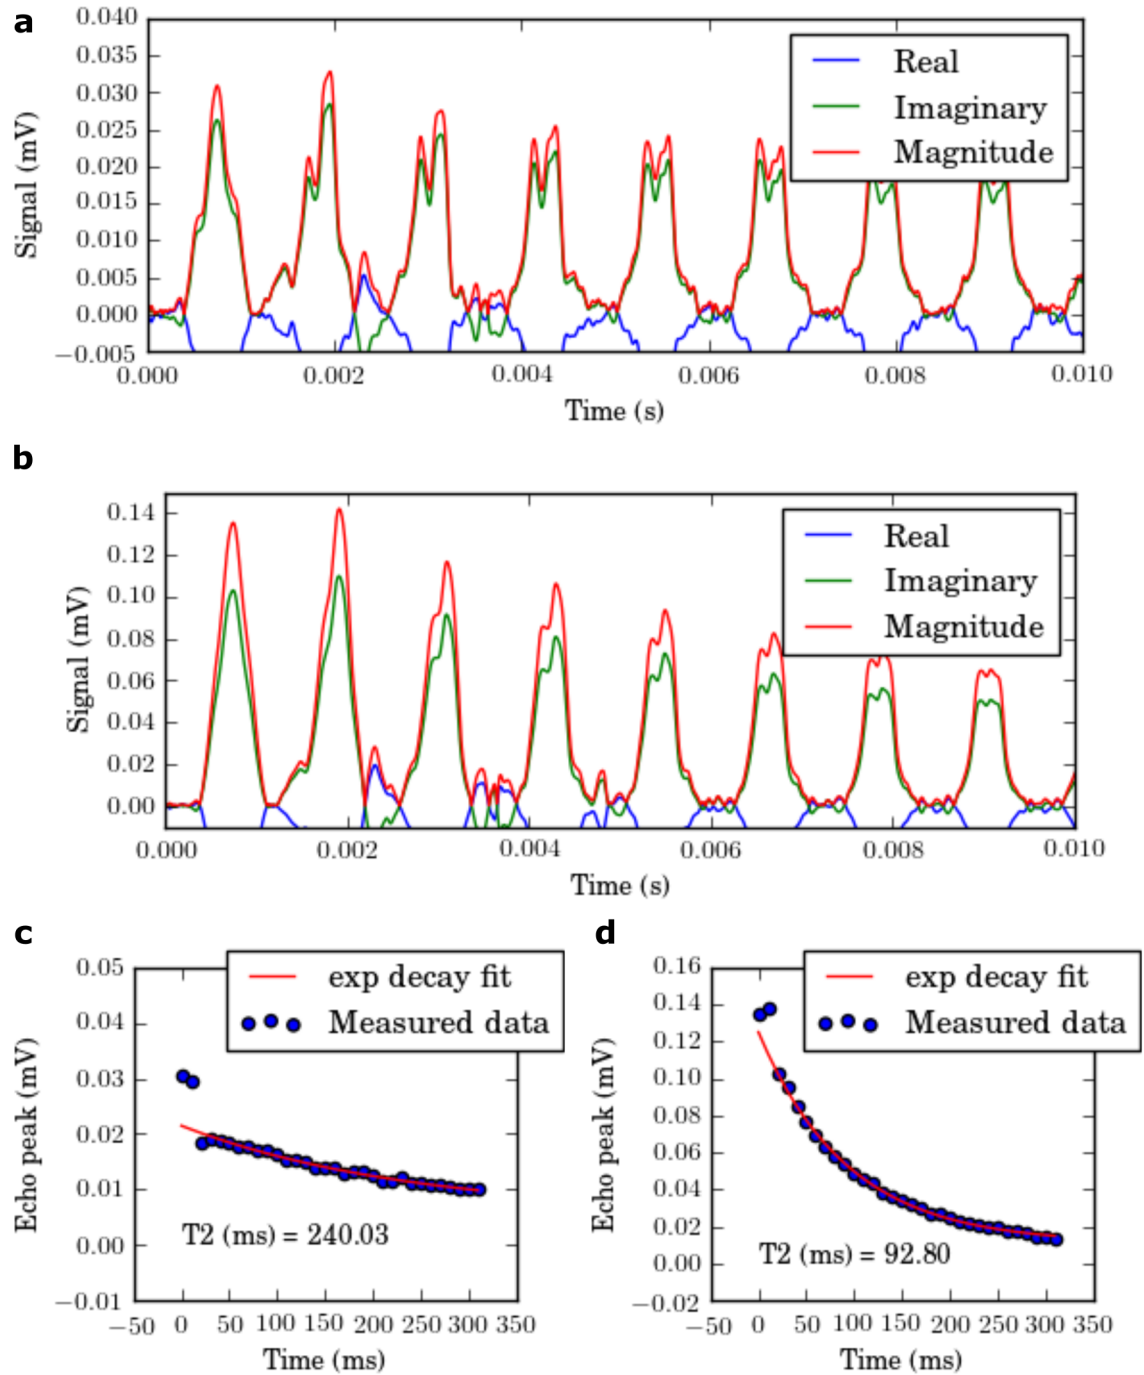 a
0.040
0.035
0.030
0.025
0.020
0.015
0.010
0.005
0.000
−0.005
Signal (mV)
Real
Imaginary
Magnitude
0.000 0.002 0.004 0.006 0.008 0.010
Time (s)
b
0.14
0.12
0.10
0.08
0.06
0.04
0.02
0.00
Signal (mV)
Real
Imaginary
Magnitude
0.000 0.002 0.004 0.006 0.008 0.010
Time (s)
c
0.05
0.04
0.03
0.02
0.01
0.00
−0.01
Echo peak (mV)
exp decay fit
Measured data
T2 (ms) = 240.03
−50 0 50 100 150 200 250 300 350
Time (ms)
d
0.16
0.14
0.12
0.10
0.08
0.06
0.04
0.02
0.00
−0.02
Echo peak (mV)
exp decay fit
Measured data
T2 (ms) = 92.80
−50 0 50 100 150 200 250 300 350
Time (ms)